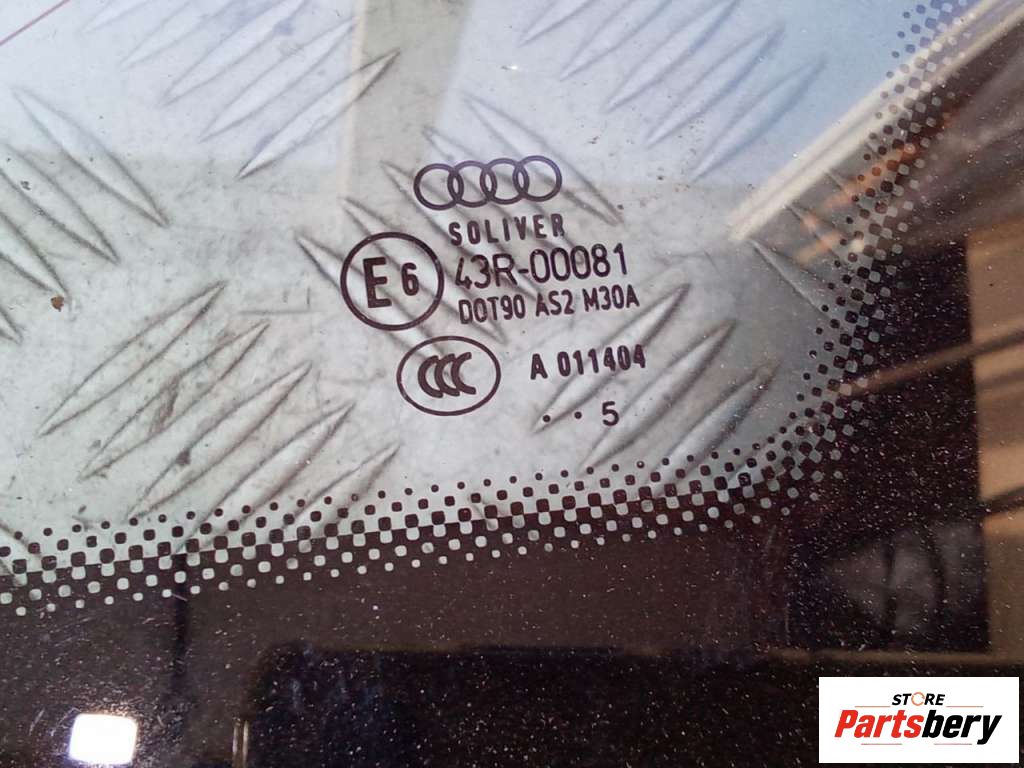 SOLIVER
E6 43R-00081
DOT90 AS2 M30A
CCC A 011404
. . 5
STORE
Partsbery